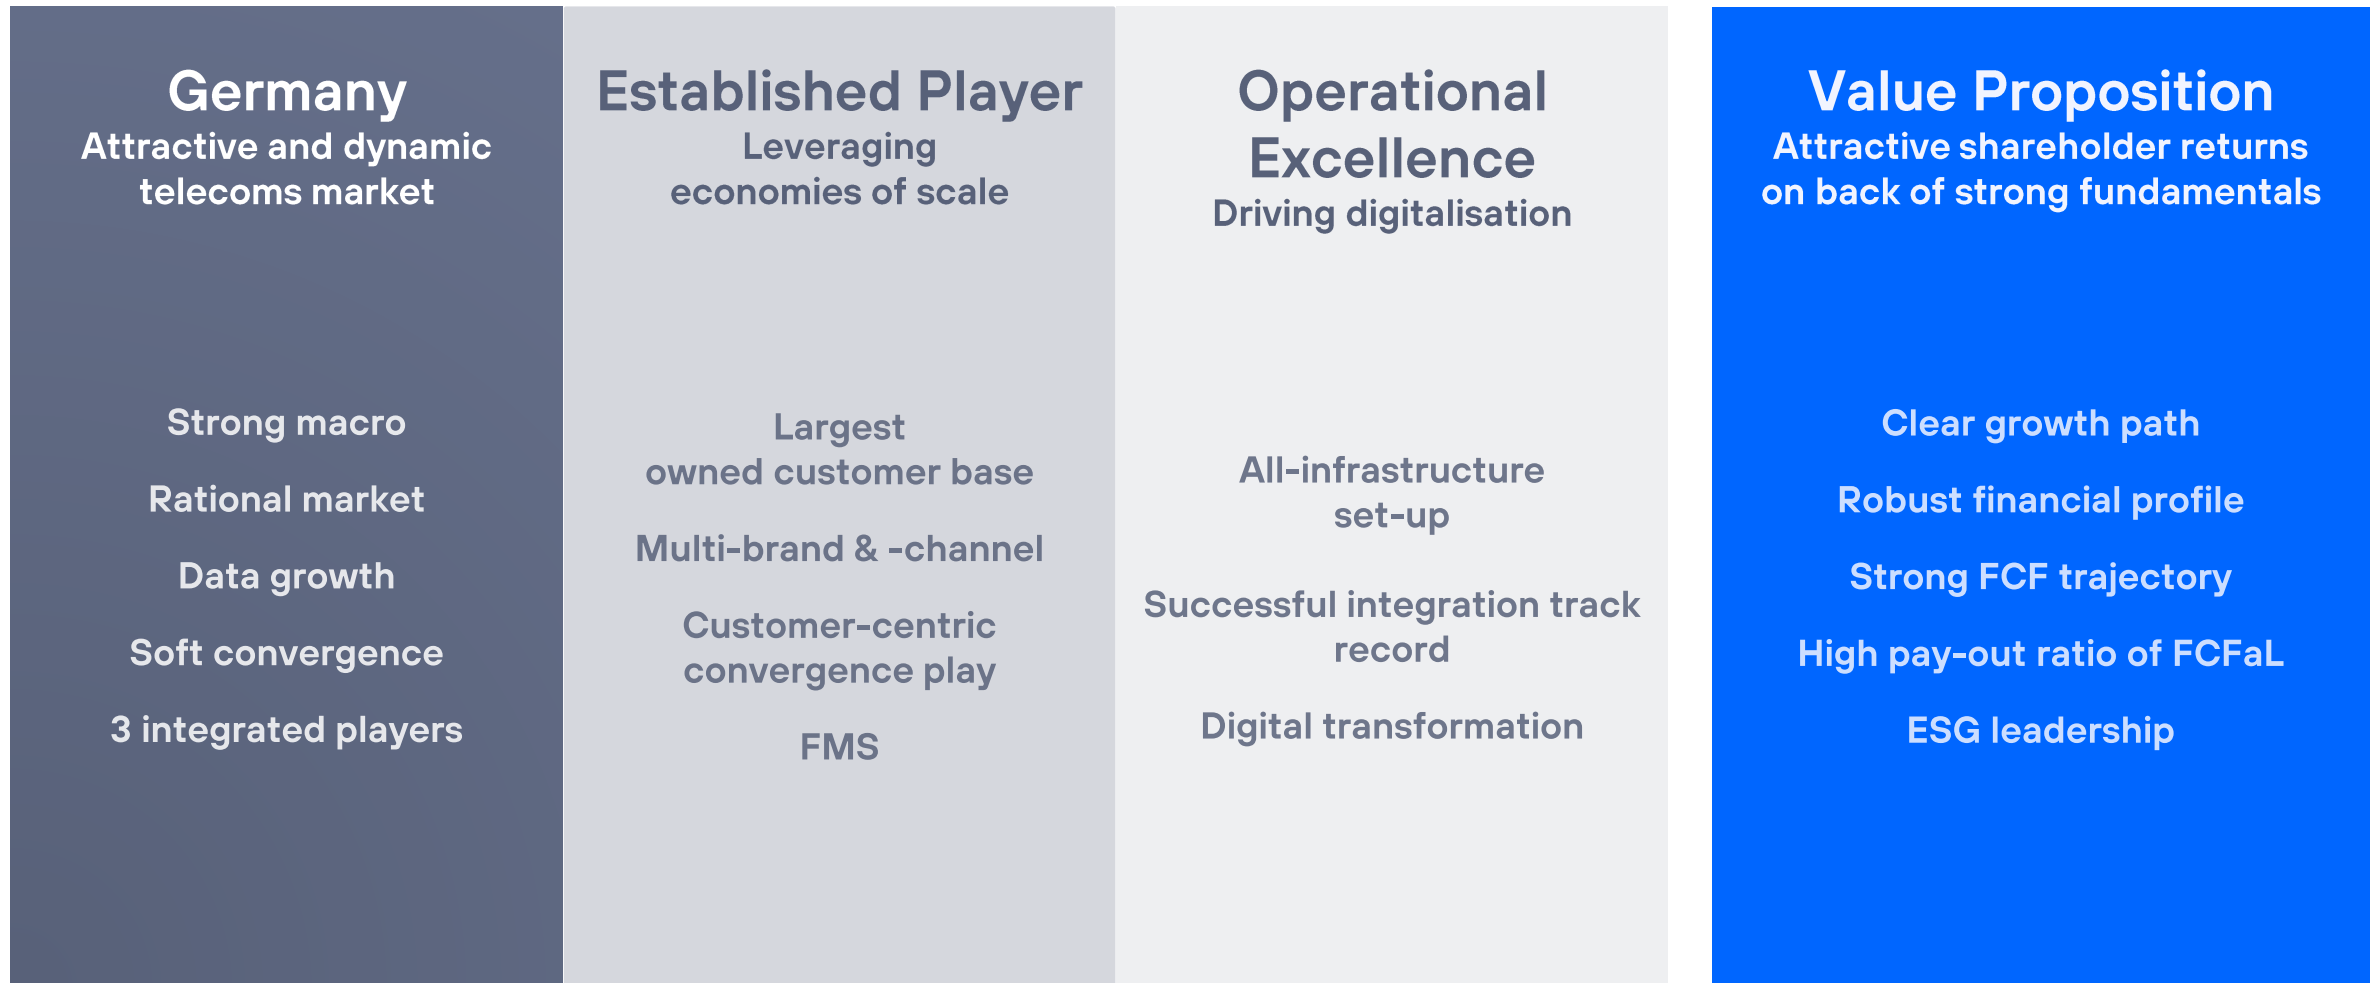 Germany
Attractive and dynamic
telecoms market
Strong macro
Rational market
Data growth
Soft convergence
3 integrated players
Established Player
Leveraging
economies of scale
Largest
owned customer base
Multi-brand & -channel
Customer-centric
convergence play
FMS
Operational
Excellence
Driving digitalisation
All-infrastructure
set-up
Successful integration track
record
Digital transformation
Value Proposition
Attractive shareholder returns
on back of strong fundamentals
Clear growth path
Robust financial profile
Strong FCF trajectory
High pay-out ratio of FCFaL
ESG leadership